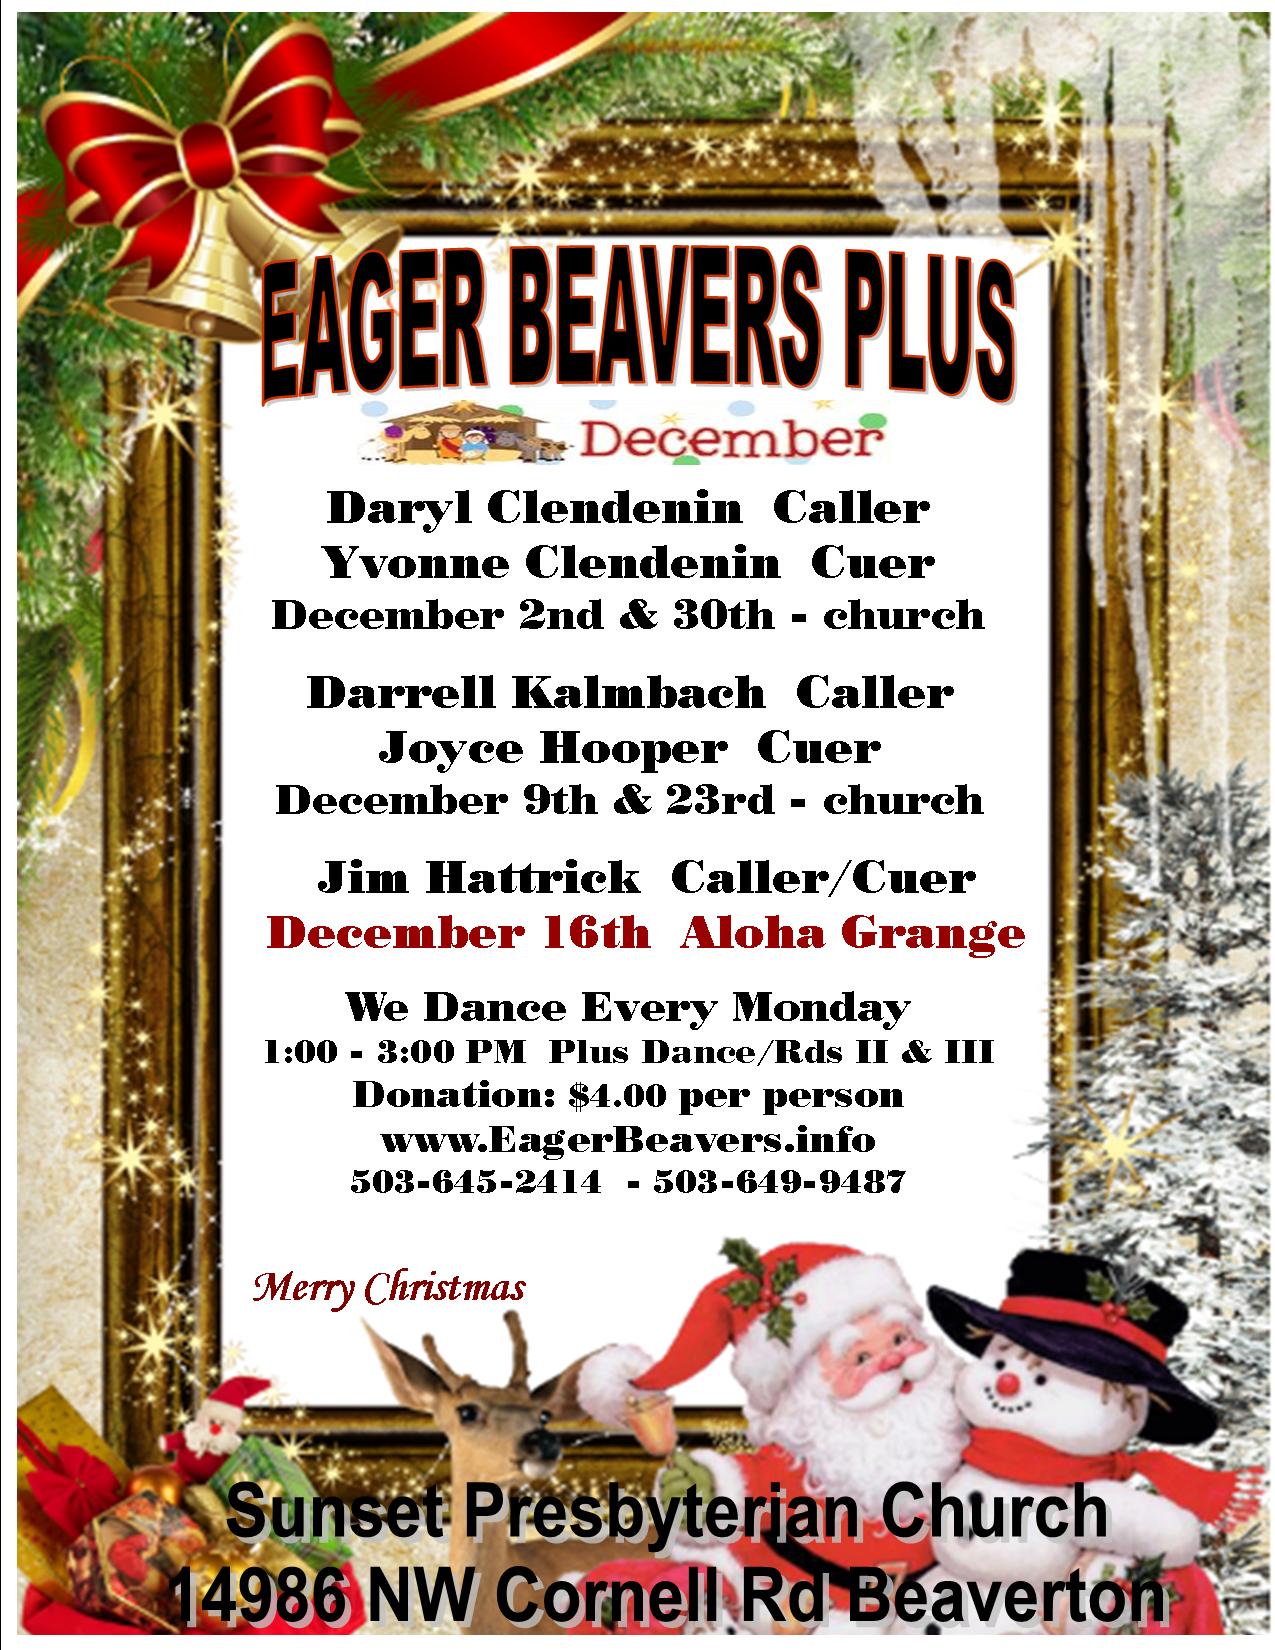 EAGER BEAVERS PLUS
December
Daryl Clendenin Caller
Yvonne Clendenin Cuer
December 2nd & 30th - church
Darrell Kalmbach Caller
Joyce Hooper Cuer
December 9th & 23rd - church
Jim Hattrick Caller/Cuer
December 16th Aloha Grange
We Dance Every Monday
1:00 - 3:00 PM Plus Dance/Rds II & III
Donation: $4.00 per person
www.EagerBeavers.info
503-645-2414 - 503-649-9487
Merry Christmas
Sunset Presbyterian Church
14986 NW Cornell Rd Beaverton